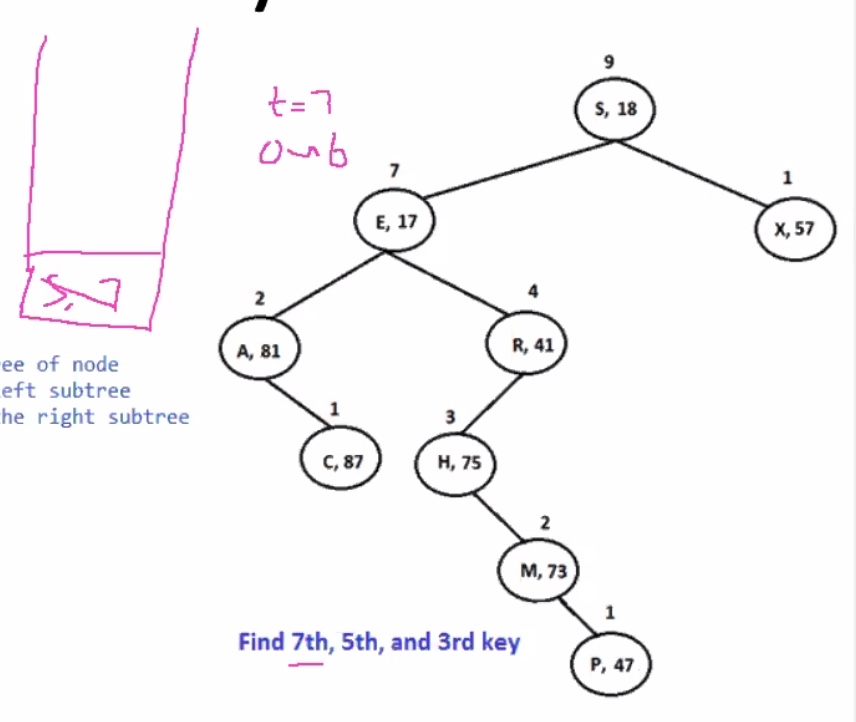 t=7
0~6
9
S, 18
7
E, 17
1
X, 57
2
A, 81
4
R, 41
ee of node
eft subtree
he right subtree
1
C, 87
3
H, 75
2
M, 73
1
P, 47
Find 7th, 5th, and 3rd key